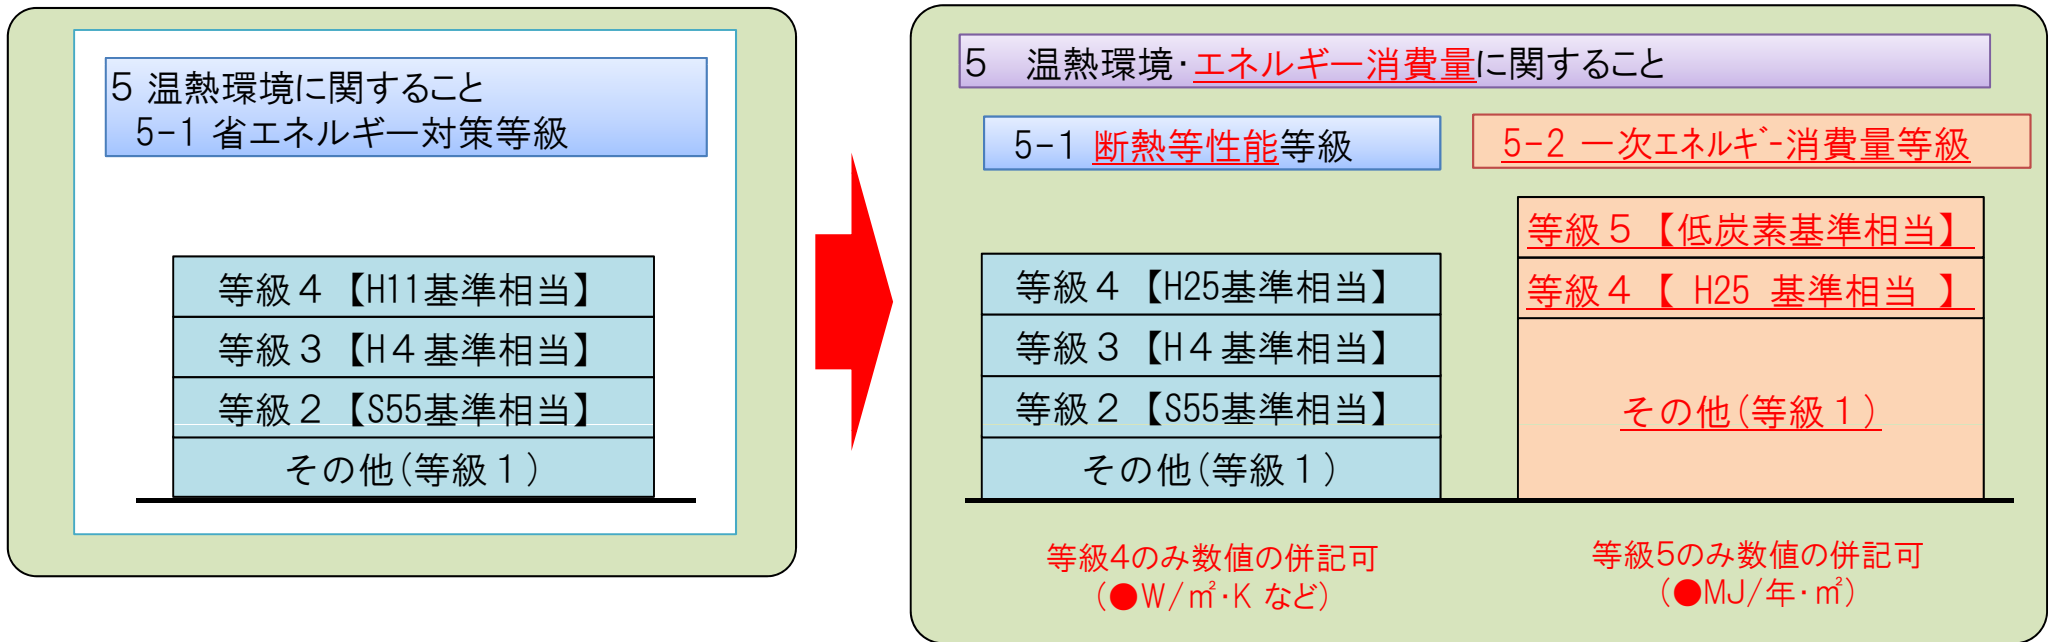 5 温熱環境に関すること
5-1 省エネルギー対策等級
等級４【H11基準相当】
等級３【H４基準相当】
等級２【S55基準相当】
その他(等級１)
5　温熱環境・エネルギー消費量に関すること
5-1 断熱等性能等級
等級４【H25基準相当】
等級３【H４基準相当】
等級２【S55基準相当】
その他(等級１)
等級4のみ数値の併記可
(●W/㎡・K など)
5-2 一次ｴﾈﾙｷﾞｰ消費量等級
等級５【低炭素基準相当】
等級４【 H25 基準相当 】
その他(等級１)
等級5のみ数値の併記可
(●MJ/年・㎡)